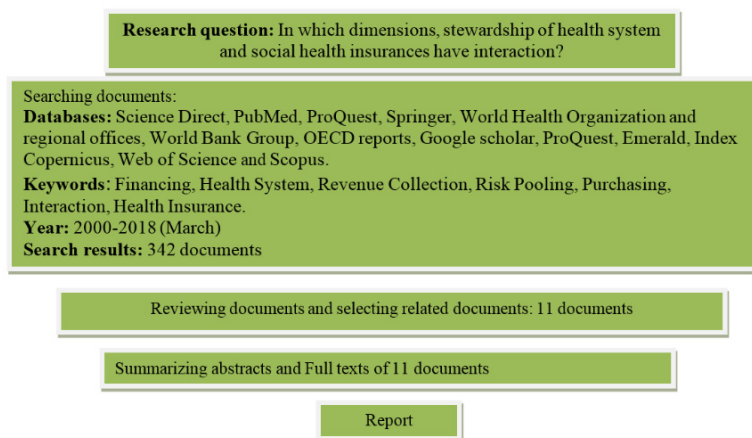 Research question: In which dimensions, stewardship of health system
and social health insurances have interaction?
Searching documents:
Databases: Science Direct, PubMed, ProQuest, Springer, World Health Organization and
regional offices, World Bank Group, OECD reports, Google scholar, ProQuest, Emerald, Index
Copernicus, Web of Science and Scopus.
Keywords: Financing, Health System, Revenue Collection, Risk Pooling, Purchasing,
Interaction, Health Insurance.
Year: 2000-2018 (March)
Search results: 342 documents
Reviewing documents and selecting related documents: 11 documents
Summarizing abstracts and Full texts of 11 documents
Report